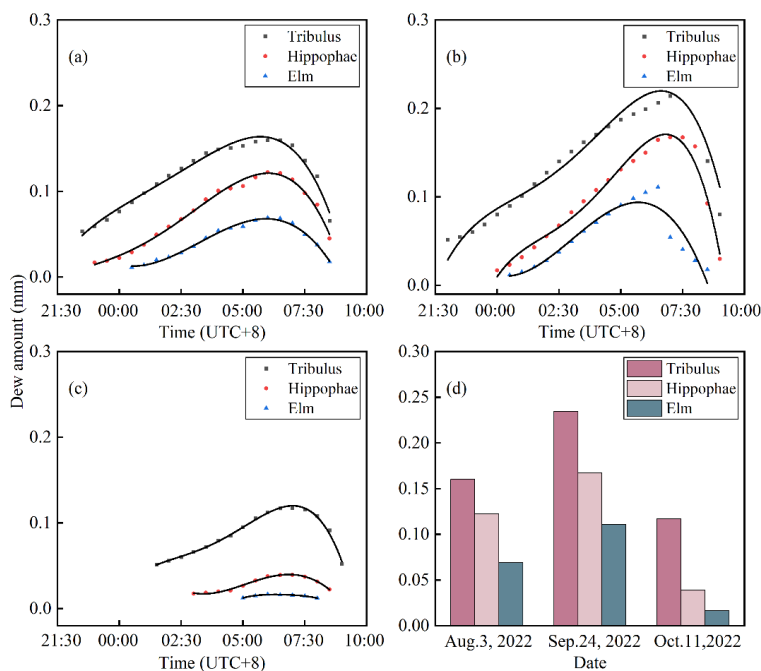 0.3
(a)
Tribulus
Hippophae
Elm
0.2
0.1
0.0
21:30 00:00 02:30 05:00 07:30 10:00
Time (UTC+8)
0.3
(b)
Tribulus
Hippophae
Elm
0.2
0.1
0.0
21:30 00:00 02:30 05:00 07:30 10:00
Time (UTC+8)
Dew amount (mm)
0.3
(c)
Tribulus
Hippophae
Elm
0.2
0.1
0.0
21:30 00:00 02:30 05:00 07:30 10:00
Time (UTC+8)
0.30
(d)
Tribulus
Hippophae
Elm
0.25
0.20
0.15
0.10
0.05
0.00
Aug.3, 2022 Sep.24, 2022 Oct.11,2022
Date